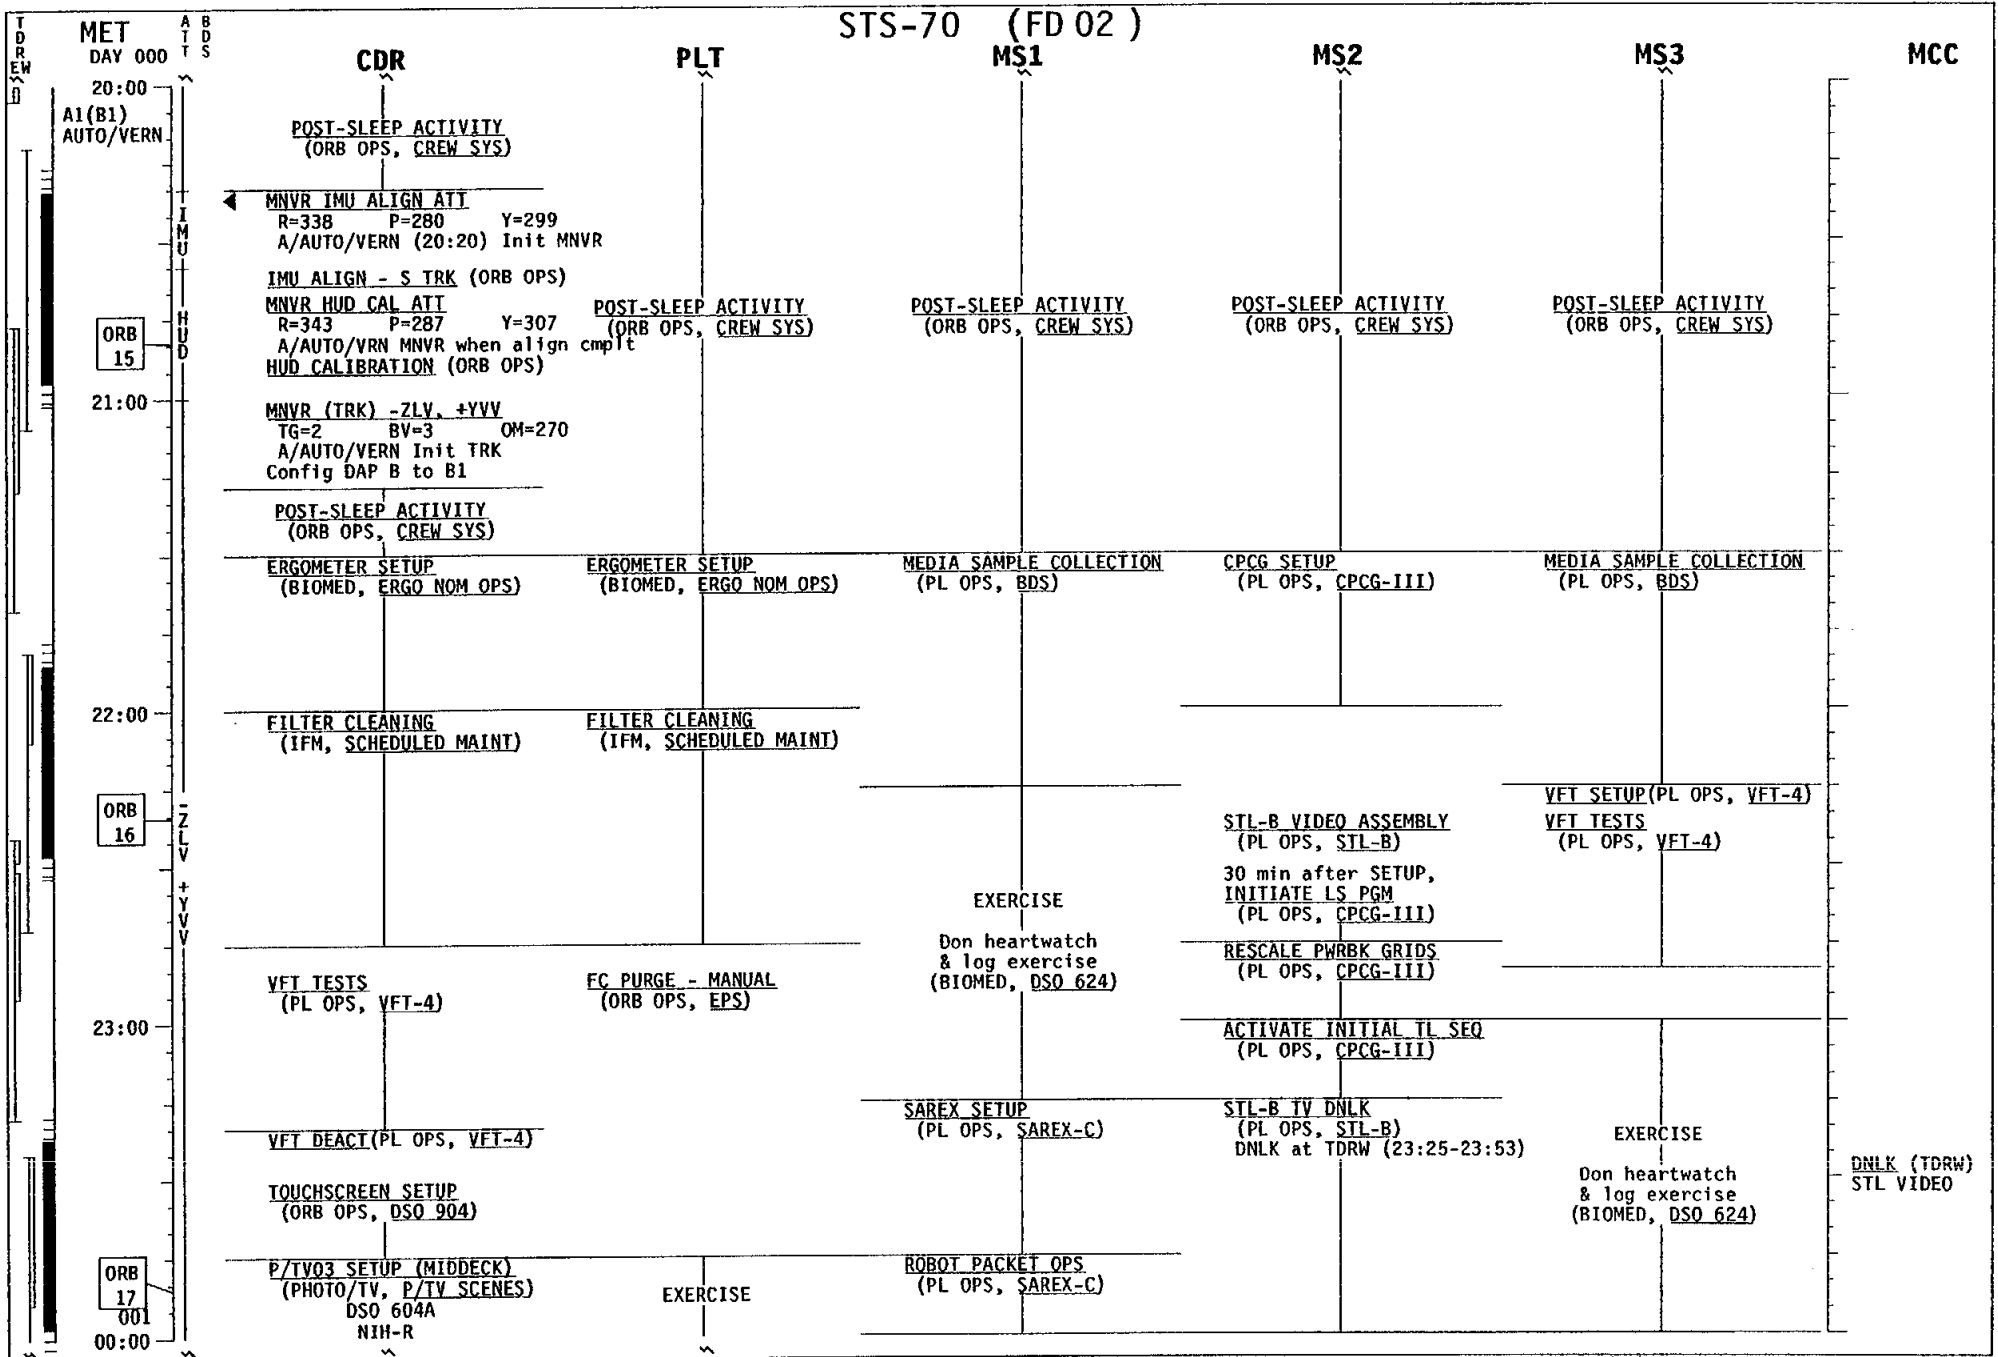 STS-70 (FD 02)
TDREW
MET
DAY 000
ATT
BDS
CDR
PLT
MS1
MS2
MS3
MCC
20:00
A1(B1)
AUTO/VERN
POST-SLEEP ACTIVITY
(ORB OPS, CREW SYS)
MNVR IMU ALIGN ATT
R=338 P=280 Y=299
A/AUTO/VERN (20:20) Init MNVR
IMU
IMU ALIGN - S TRK (ORB OPS)
MNVR HUD CAL ATT
R=343 P=287 Y=307
A/AUTO/VRN MNVR when align cmplt
HUD CALIBRATION (ORB OPS)
HUD
POST-SLEEP ACTIVITY
(ORB OPS, CREW SYS)
POST-SLEEP ACTIVITY
(ORB OPS, CREW SYS)
POST-SLEEP ACTIVITY
(ORB OPS, CREW SYS)
POST-SLEEP ACTIVITY
(ORB OPS, CREW SYS)
ORB
15
21:00
MNVR (TRK) -ZLV, +YVV
TG=2 BV=3 OM=270
A/AUTO/VERN Init TRK
Config DAP B to B1
POST-SLEEP ACTIVITY
(ORB OPS, CREW SYS)
ERGOMETER SETUP
(BIOMED, ERGO NOM OPS)
ERGOMETER SETUP
(BIOMED, ERGO NOM OPS)
MEDIA SAMPLE COLLECTION
(PL OPS, BDS)
CPCG SETUP
(PL OPS, CPCG-III)
MEDIA SAMPLE COLLECTION
(PL OPS, BDS)
22:00
FILTER CLEANING
(IFM, SCHEDULED MAINT)
FILTER CLEANING
(IFM, SCHEDULED MAINT)
VFT SETUP(PL OPS, VFT-4)
VFT TESTS
(PL OPS, VFT-4)
ORB
16
-ZLV +YVV
STL-B VIDEO ASSEMBLY
(PL OPS, STL-B)
30 min after SETUP,
INITIATE LS PGM
(PL OPS, CPCG-III)
EXERCISE
Don heartwatch
& log exercise
(BIOMED, DSO 624)
RESCALE PWRBK GRIDS
(PL OPS, CPCG-III)
VFT TESTS
(PL OPS, VFT-4)
FC PURGE - MANUAL
(ORB OPS, EPS)
23:00
ACTIVATE INITIAL TL SEQ
(PL OPS, CPCG-III)
SAREX SETUP
(PL OPS, SAREX-C)
STL-B TV DNLK
(PL OPS, STL-B)
DNLK at TDRW (23:25-23:53)
VFT DEACT(PL OPS, VFT-4)
EXERCISE
Don heartwatch
& log exercise
(BIOMED, DSO 624)
DNLK (TDRW)
STL VIDEO
TOUCHSCREEN SETUP
(ORB OPS, DSO 904)
P/TV03 SETUP (MIDDECK)
(PHOTO/TV, P/TV SCENES)
DSO 604A
NIH-R
EXERCISE
ROBOT PACKET OPS
(PL OPS, SAREX-C)
ORB
17
001
00:00